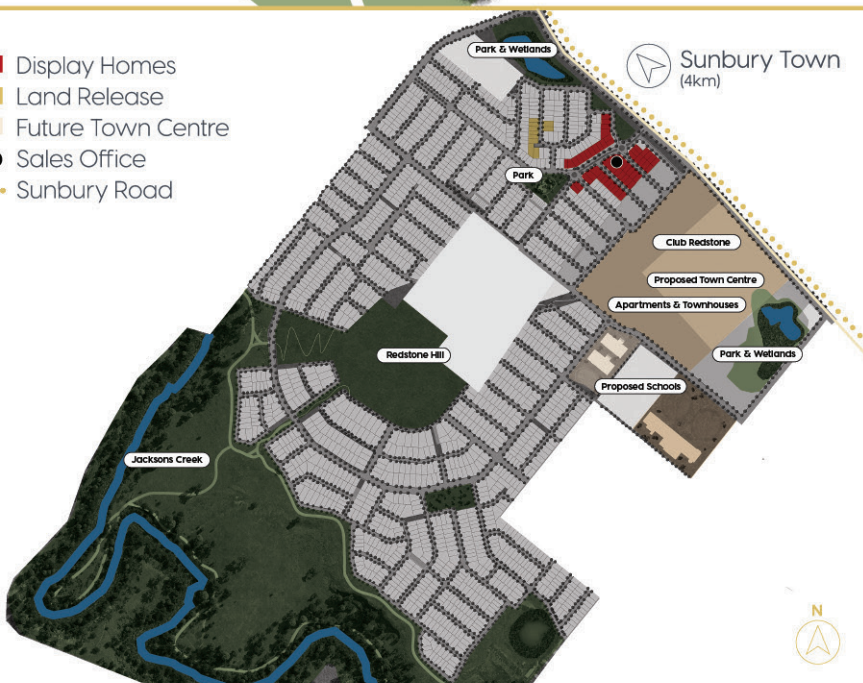 Display Homes
Land Release
Future Town Centre
Sales Office
Sunbury Road
Sunbury Town
(4km)
Park & Wetlands
Park
Club Redstone
Proposed Town Centre
Apartments & Townhouses
Park & Wetlands
Redstone Hill
Proposed Schools
Jacksons Creek
N